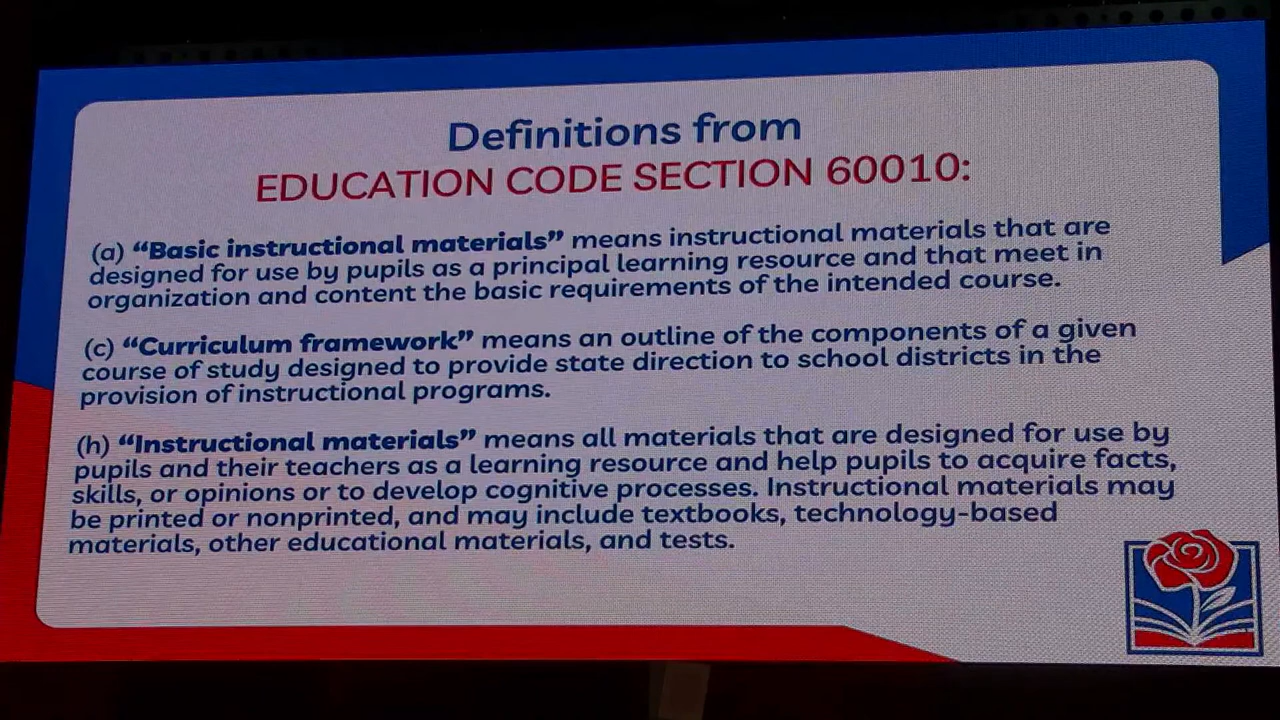 Definitions from
EDUCATION CODE SECTION 60010:
(a) “Basic instructional materials” means instructional materials that are
designed for use by pupils as a principal learning resource and that meet in
organization and content the basic requirements of the intended course.
(c) “Curriculum framework” means an outline of the components of a given
course of study designed to provide state direction to school districts in the
provision of instructional programs.
(h) “Instructional materials” means all materials that are designed for use by
pupils and their teachers as a learning resource and help pupils to acquire facts,
skills, or opinions or to develop cognitive processes. Instructional materials may
be printed or nonprinted, and may include textbooks, technology-based
materials, other educational materials, and tests.